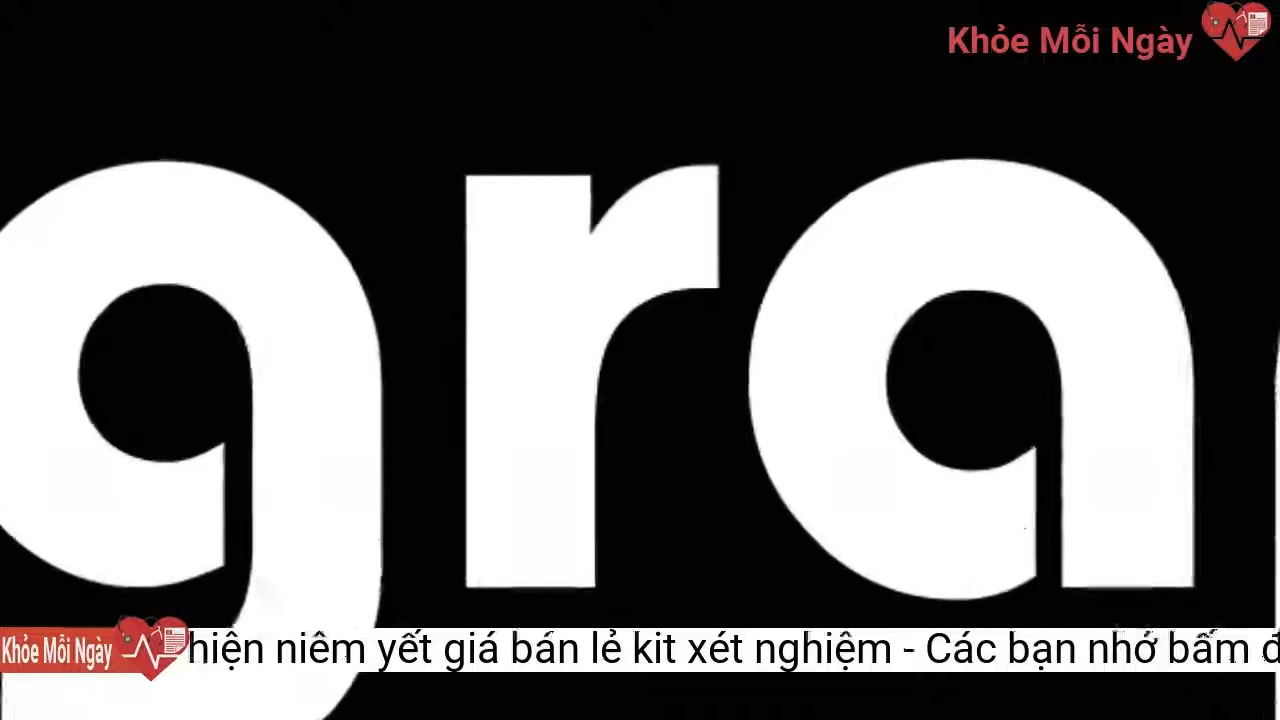 Khỏe Mỗi Ngày
gra
Khỏe Mỗi Ngày
hiện niêm yết giá bán lẻ kit xét nghiệm - Các bạn nhớ bấm đ